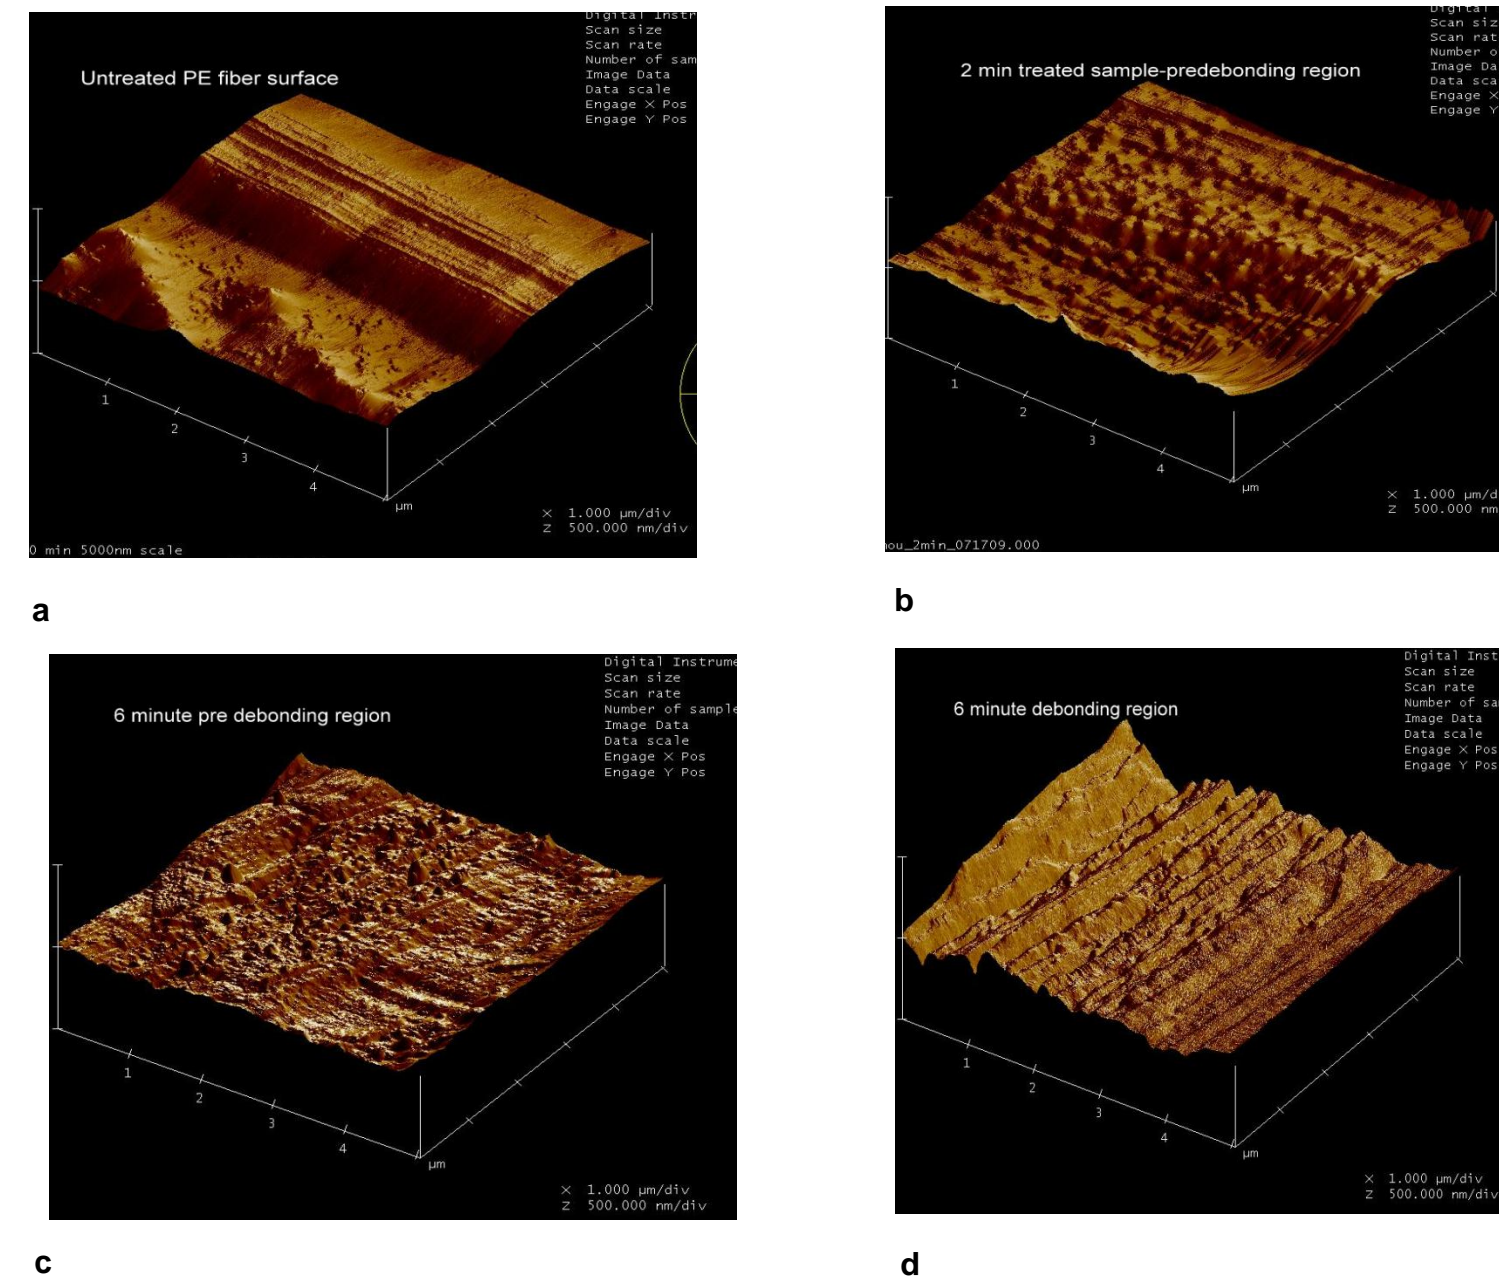 Digital Instr
Scan size
Scan rate
Number of sam
Image Data
Data scale
Engage X Pos
Engage Y Pos
Untreated PE fiber surface
1
2
3
4
µm
X 1.000 µm/div
Z 500.000 nm/div
0 min 5000nm scale
a
Digital
Scan siz
Scan rat
Number o
Image Da
Data sca
Engage X
Engage Y
2 min treated sample-predebonding region
1
2
3
4
µm
X 1.000 µm/d
Z 500.000 nm
ou_2min_071709.000
b
Digital Instrume
Scan size
Scan rate
Number of sample
Image Data
Data scale
Engage X Pos
Engage Y Pos
6 minute pre debonding region
1
2
3
4
µm
X 1.000 µm/div
Z 500.000 nm/div
c
Digital Inst
Scan size
Scan rate
Number of sa
Image Data
Data scale
Engage X Pos
Engage Y Pos
6 minute debonding region
1
2
3
4
µm
X 1.000 µm/div
Z 500.000 nm/div
d